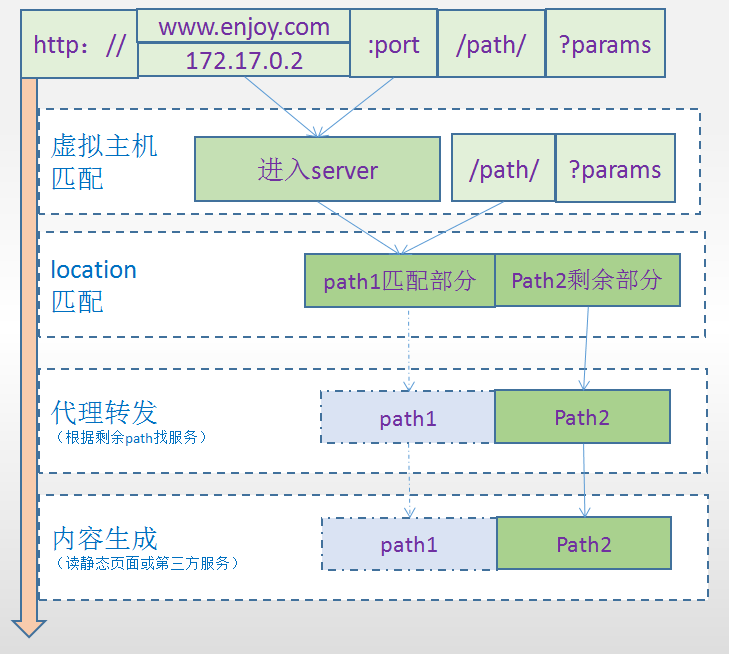 http：//
www.enjoy.com
172.17.0.2
:port
/path/
?params
虚拟主机
匹配
进入server
/path/
?params
location
匹配
path1匹配部分
Path2剩余部分
代理转发
（根据剩余path找服务）
path1
Path2
内容生成
（读静态页面或第三方服务）
path1
Path2